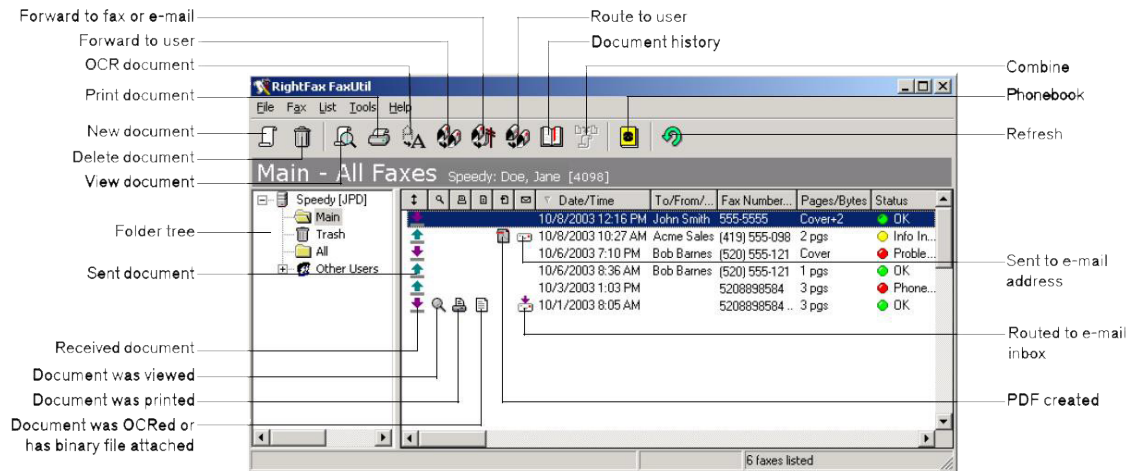 Forward to fax or e-mail
Route to user
Forward to user
Document history
OCR document
Combine
RightFax FaxUtil
Print document
Phonebook
File Fax List Tools Help
New document
Refresh
Delete document
Main - All Faxes Speedy: Doe, Jane [4098]
View document
Speedy [JPD]
Date/Time To/From/... Fax Number... Pages/Bytes Status
Main
10/8/2003 12:16 PM John Smith 555-5555 Cover+2 OK
Folder tree
Trash
10/8/2003 10:27 AM Acme Sales (419) 555-098 2 pgs Info In...
All
10/6/2003 7:10 PM Bob Barnes (520) 555-121 Cover Proble...
Sent to e-mail
address
Sent document
Other Users
10/6/2003 8:36 AM Bob Barnes (520) 555-121 1 pgs OK
10/3/2003 1:03 PM 5208898584 3 pgs Phone...
10/1/2003 8:05 AM 5208898584 .. 3 pgs OK
Routed to e-mail
inbox
Received document
Document was viewed
Document was printed
PDF created
Document was OCRed or
has binary file attached
6 faxes listed